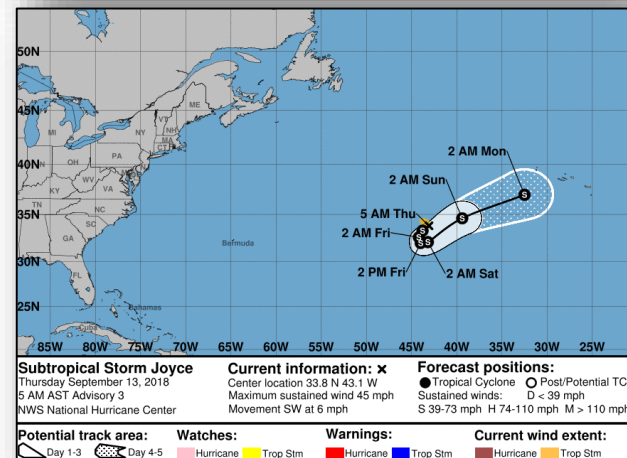 50N
45N
40N
35N
30N
25N
ME
VT
NH
MA
CT
NY
MI
PA
OH
WV
VA
KY
TN
NC
SC
GA
FL
Bermuda
Bahamas
Cuba
2 AM Mon
2 AM Sun
5 AM Thu
2 AM Fri
2 PM Fri
2 AM Sat
S
S
S
S
S
S
85W 80W 75W 70W 65W 60W 55W 50W 45W 40W 35W 30W 25W
Subtropical Storm Joyce
Thursday September 13, 2018
5 AM AST Advisory 3
NWS National Hurricane Center
Current information: x
Center location 33.8 N 43.1 W
Maximum sustained wind 45 mph
Movement SW at 6 mph
Forecast positions:
Tropical Cyclone Post/Potential TC
Sustained winds: D < 39 mph
S 39-73 mph H 74-110 mph M > 110 mph
Potential track area:
Day 1-3 Day 4-5
Watches:
Hurricane Trop Stm
Warnings:
Hurricane Trop Stm
Current wind extent:
Hurricane Trop Stm